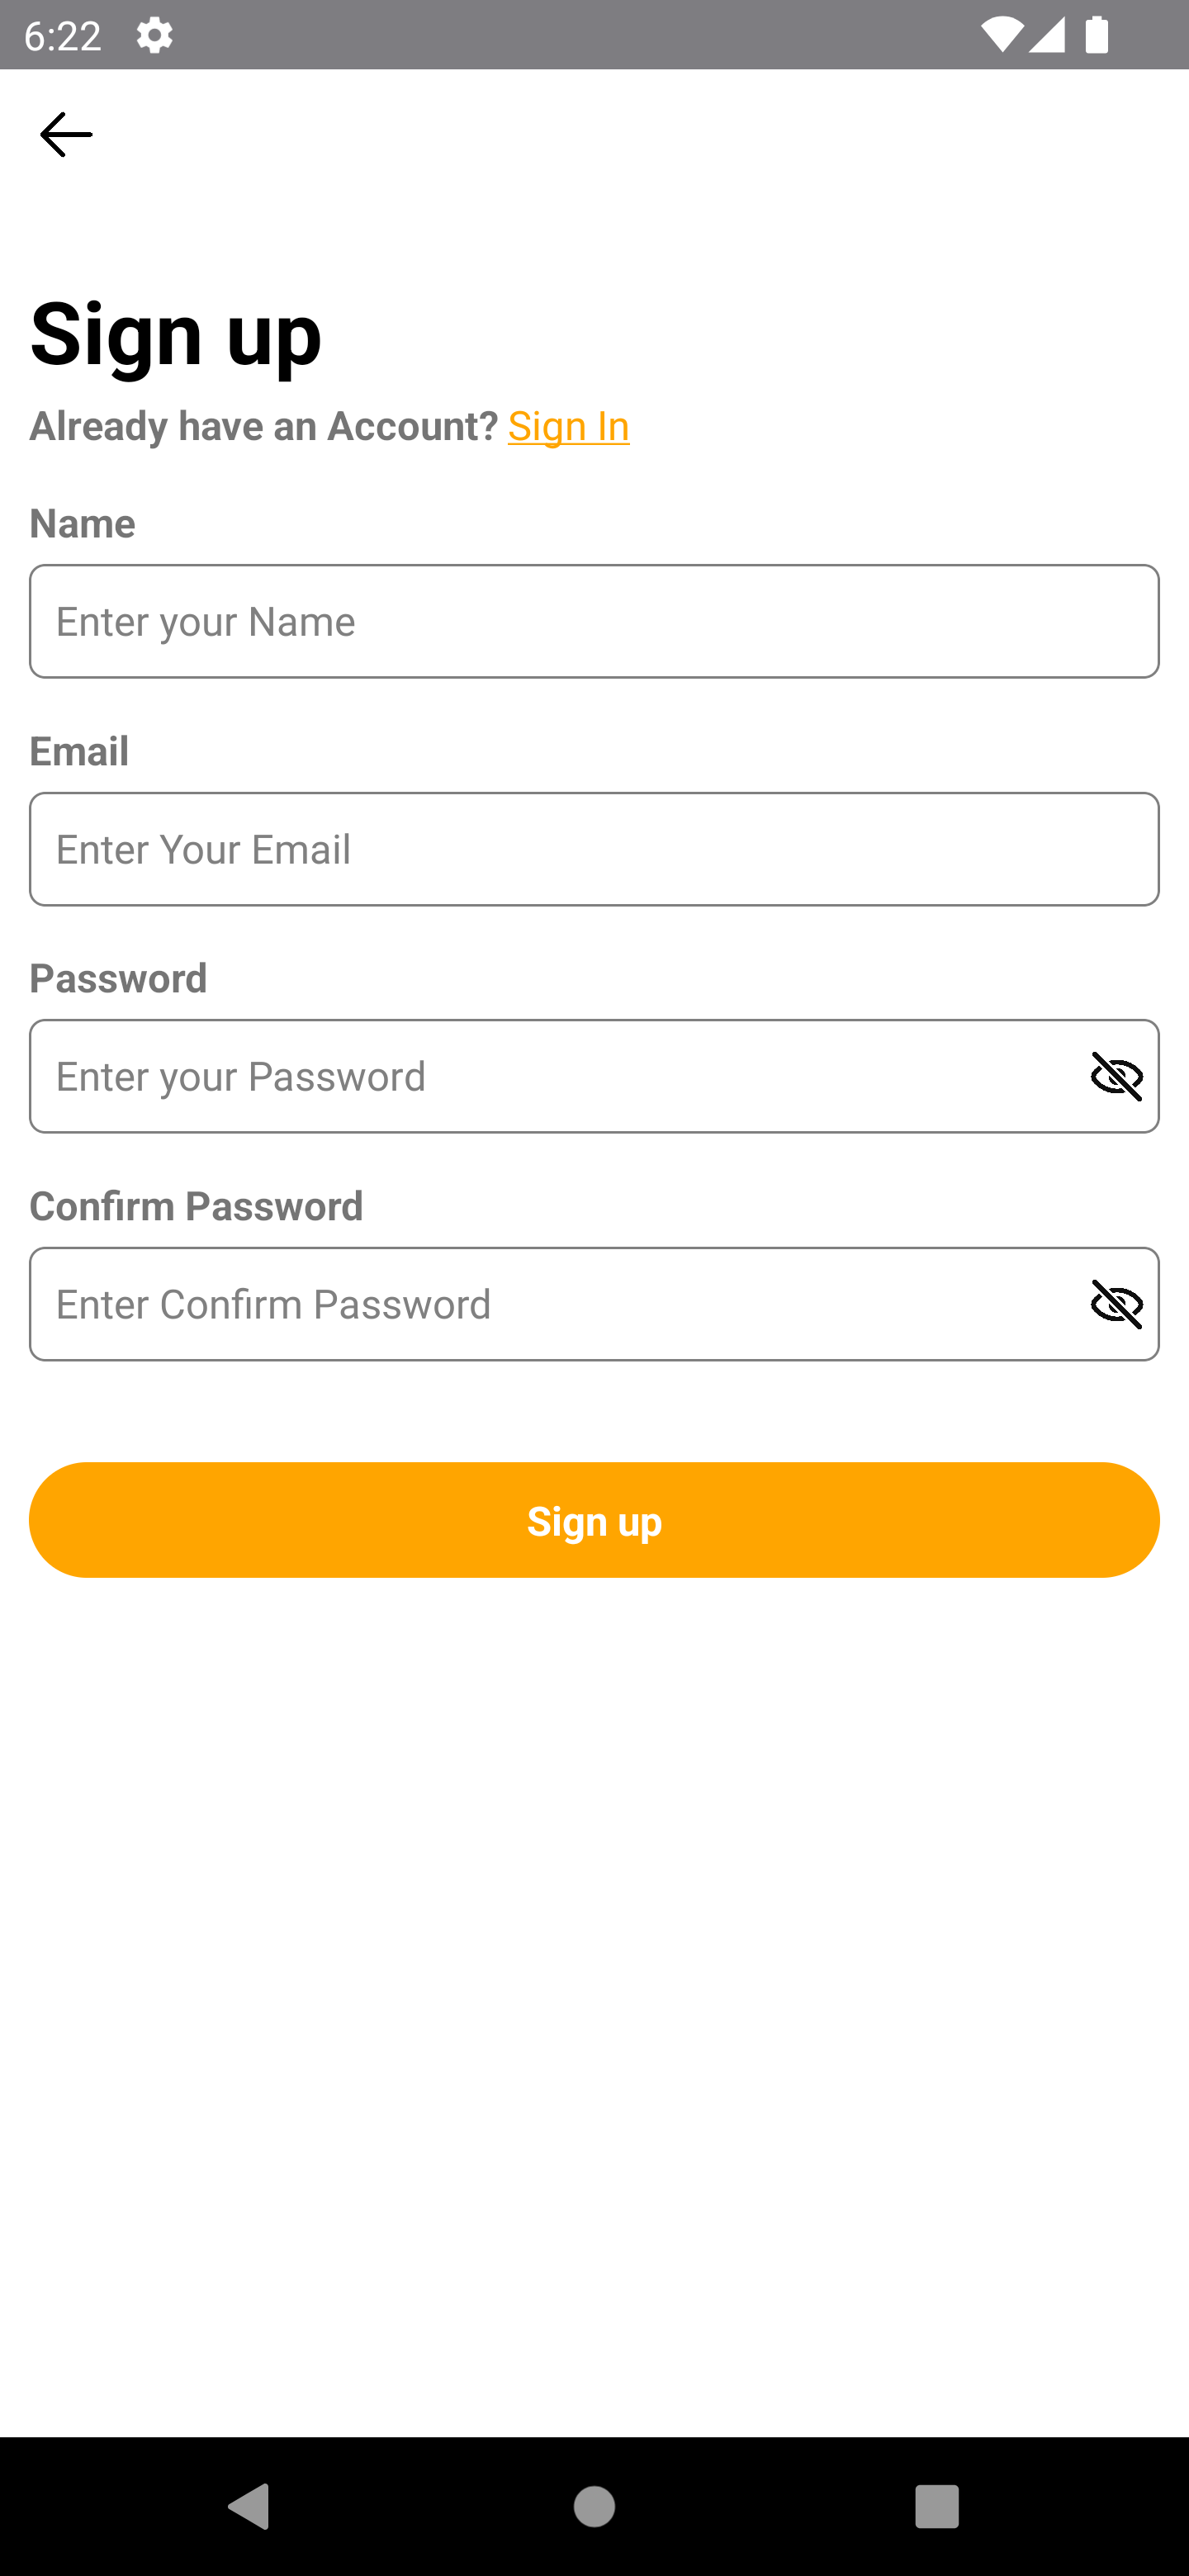 6:22
Sign up
Already have an Account? Sign In
Name
Enter your Name
Email
Enter Your Email
Password
Enter your Password
Confirm Password
Enter Confirm Password
Sign up